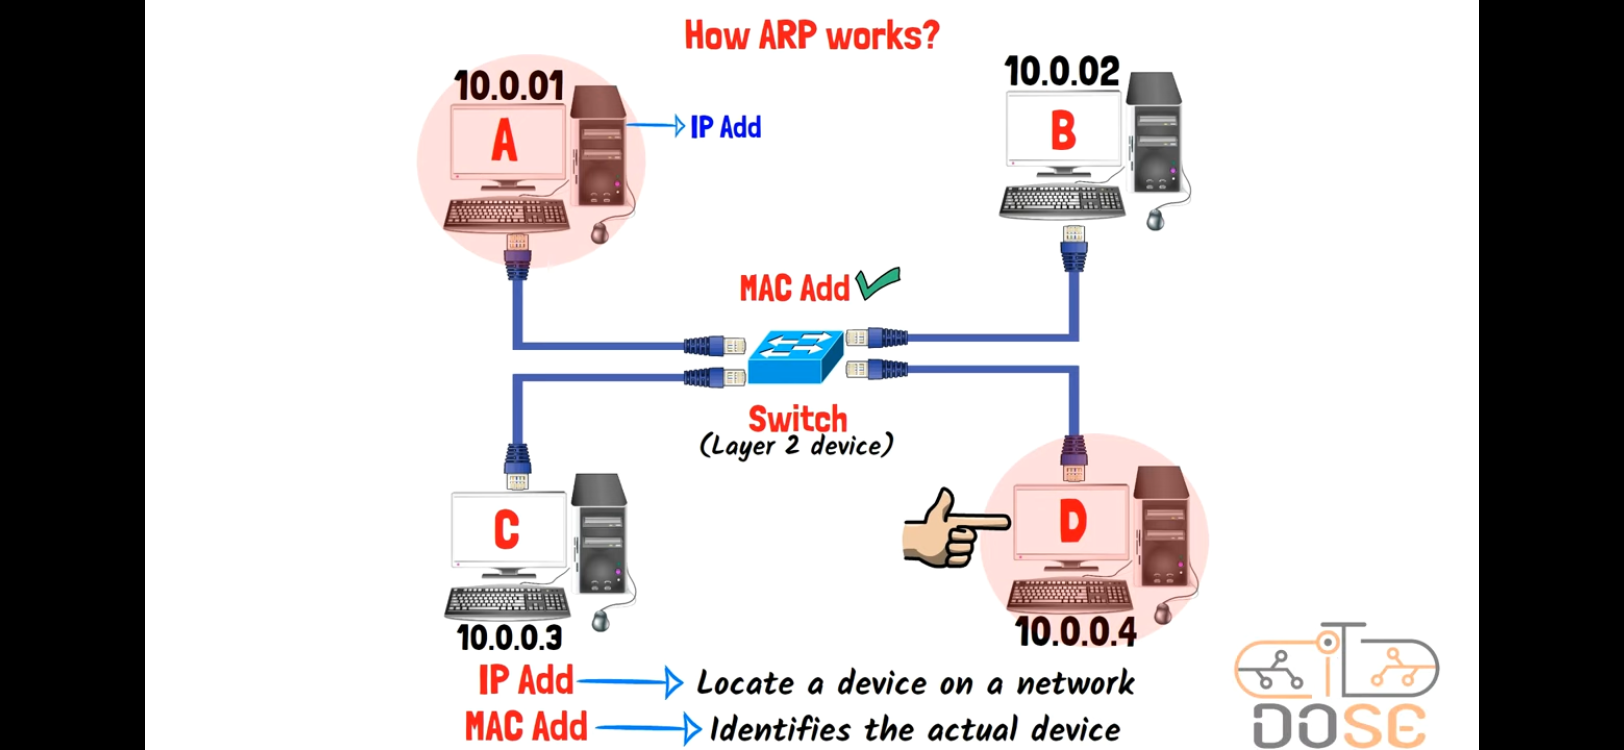 How ARP works?
10.0.01
10.0.02
A
IP Add
B
MAC Add
Switch
(Layer 2 device)
C
D
10.0.0.3
10.0.0.4
IP Add
Locate a device on a network
MAC Add
Identifies the actual device
iT
DOSE